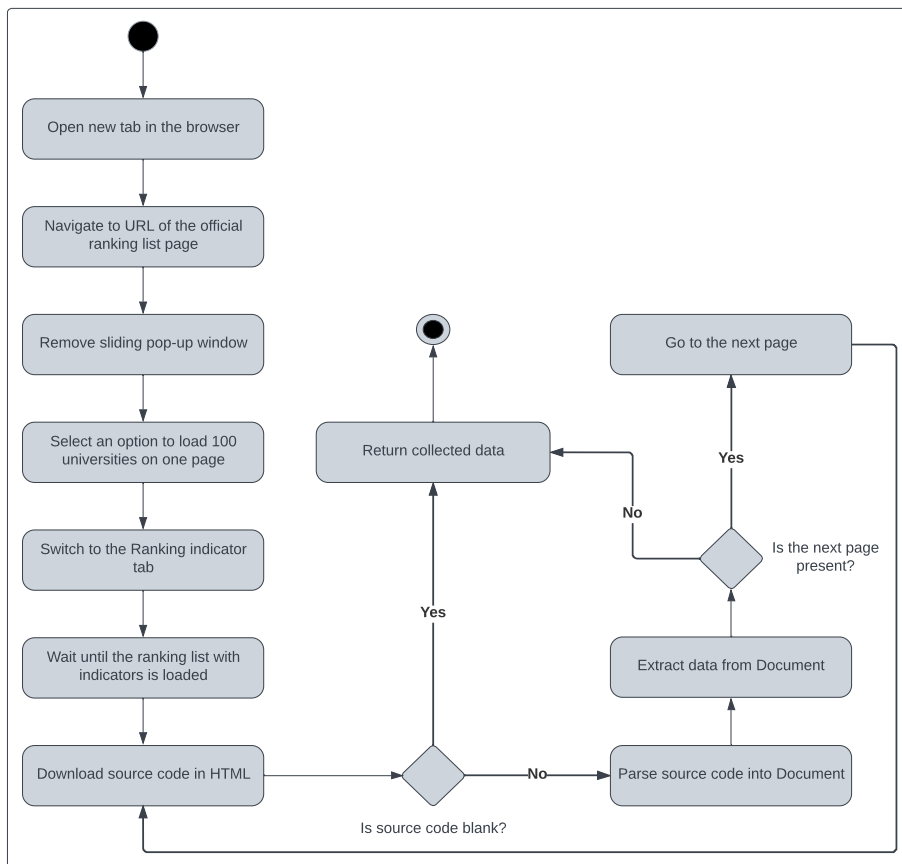 Open new tab in the browser
Navigate to URL of the official
ranking list page
Remove sliding pop-up window
Select an option to load 100
universities on one page
Switch to the Ranking indicator
tab
Wait until the ranking list with
indicators is loaded
Download source code in HTML
Is source code blank?
Yes
Return collected data
No
Parse source code into Document
Extract data from Document
Is the next page
present?
No
Yes
Go to the next page